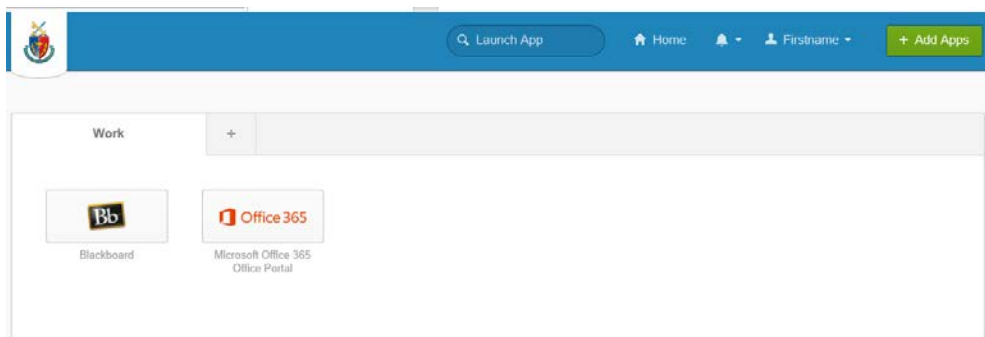 Launch App
Home
Firstname
+ Add Apps
Work
+
Bb
Office 365
Blackboard
Microsoft Office 365
Office Portal